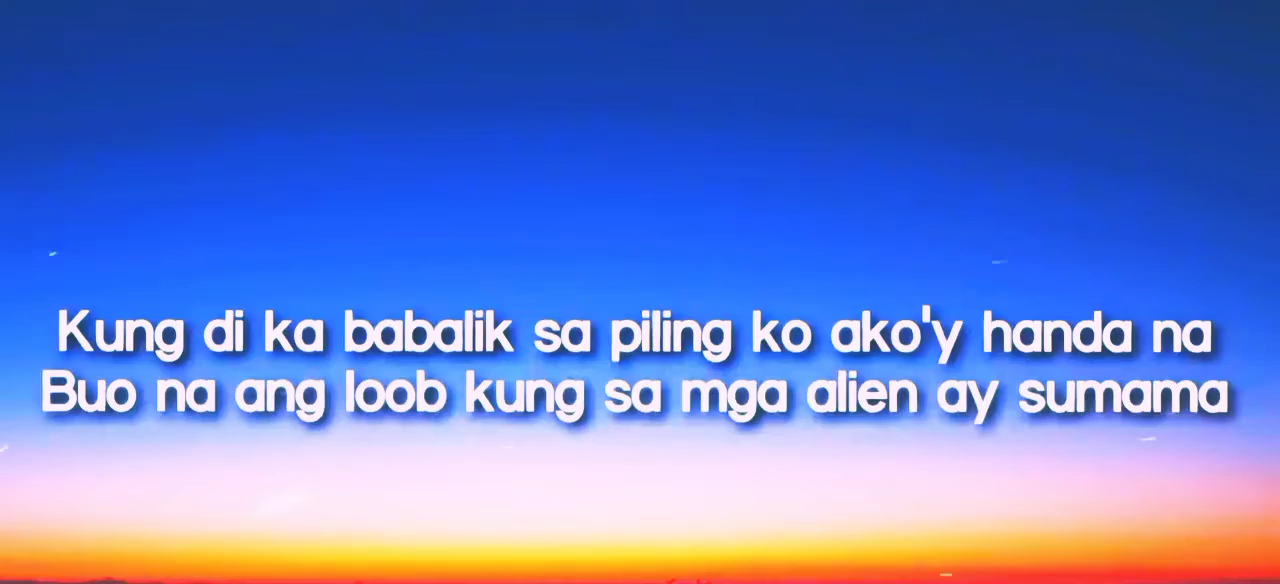 Kung di ka babalik sa piling ko ako'y handa na
Buo na ang loob kung sa mga alien ay sumama